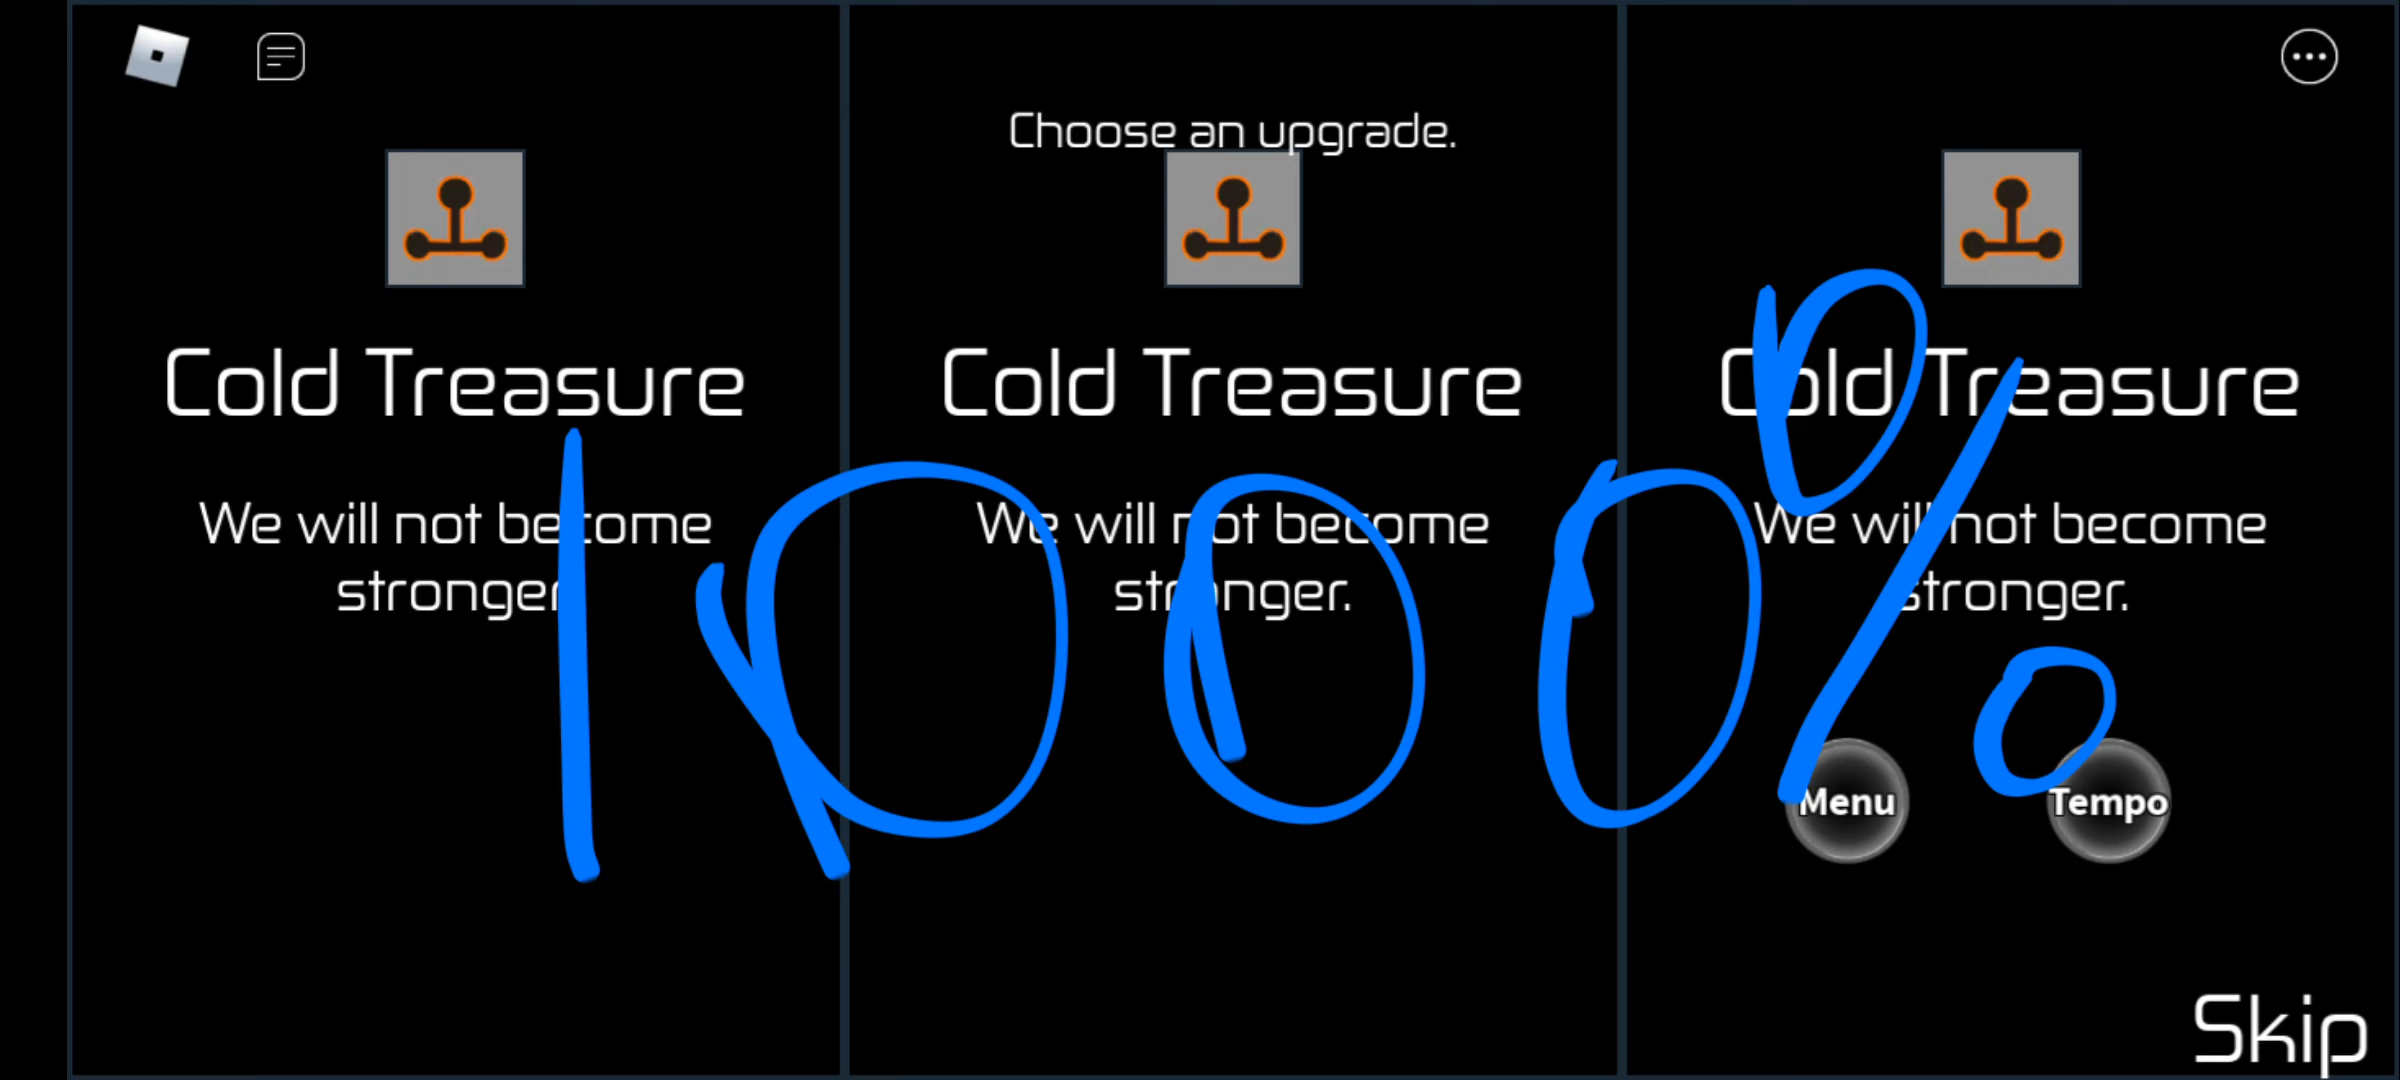 Choose an upgrade.
Cold Treasure
We will not become
stronger.
Cold Treasure
We will not become
stronger.
Cold Treasure
We will not become
stronger.
1000%
Menu
Tempo
Skip